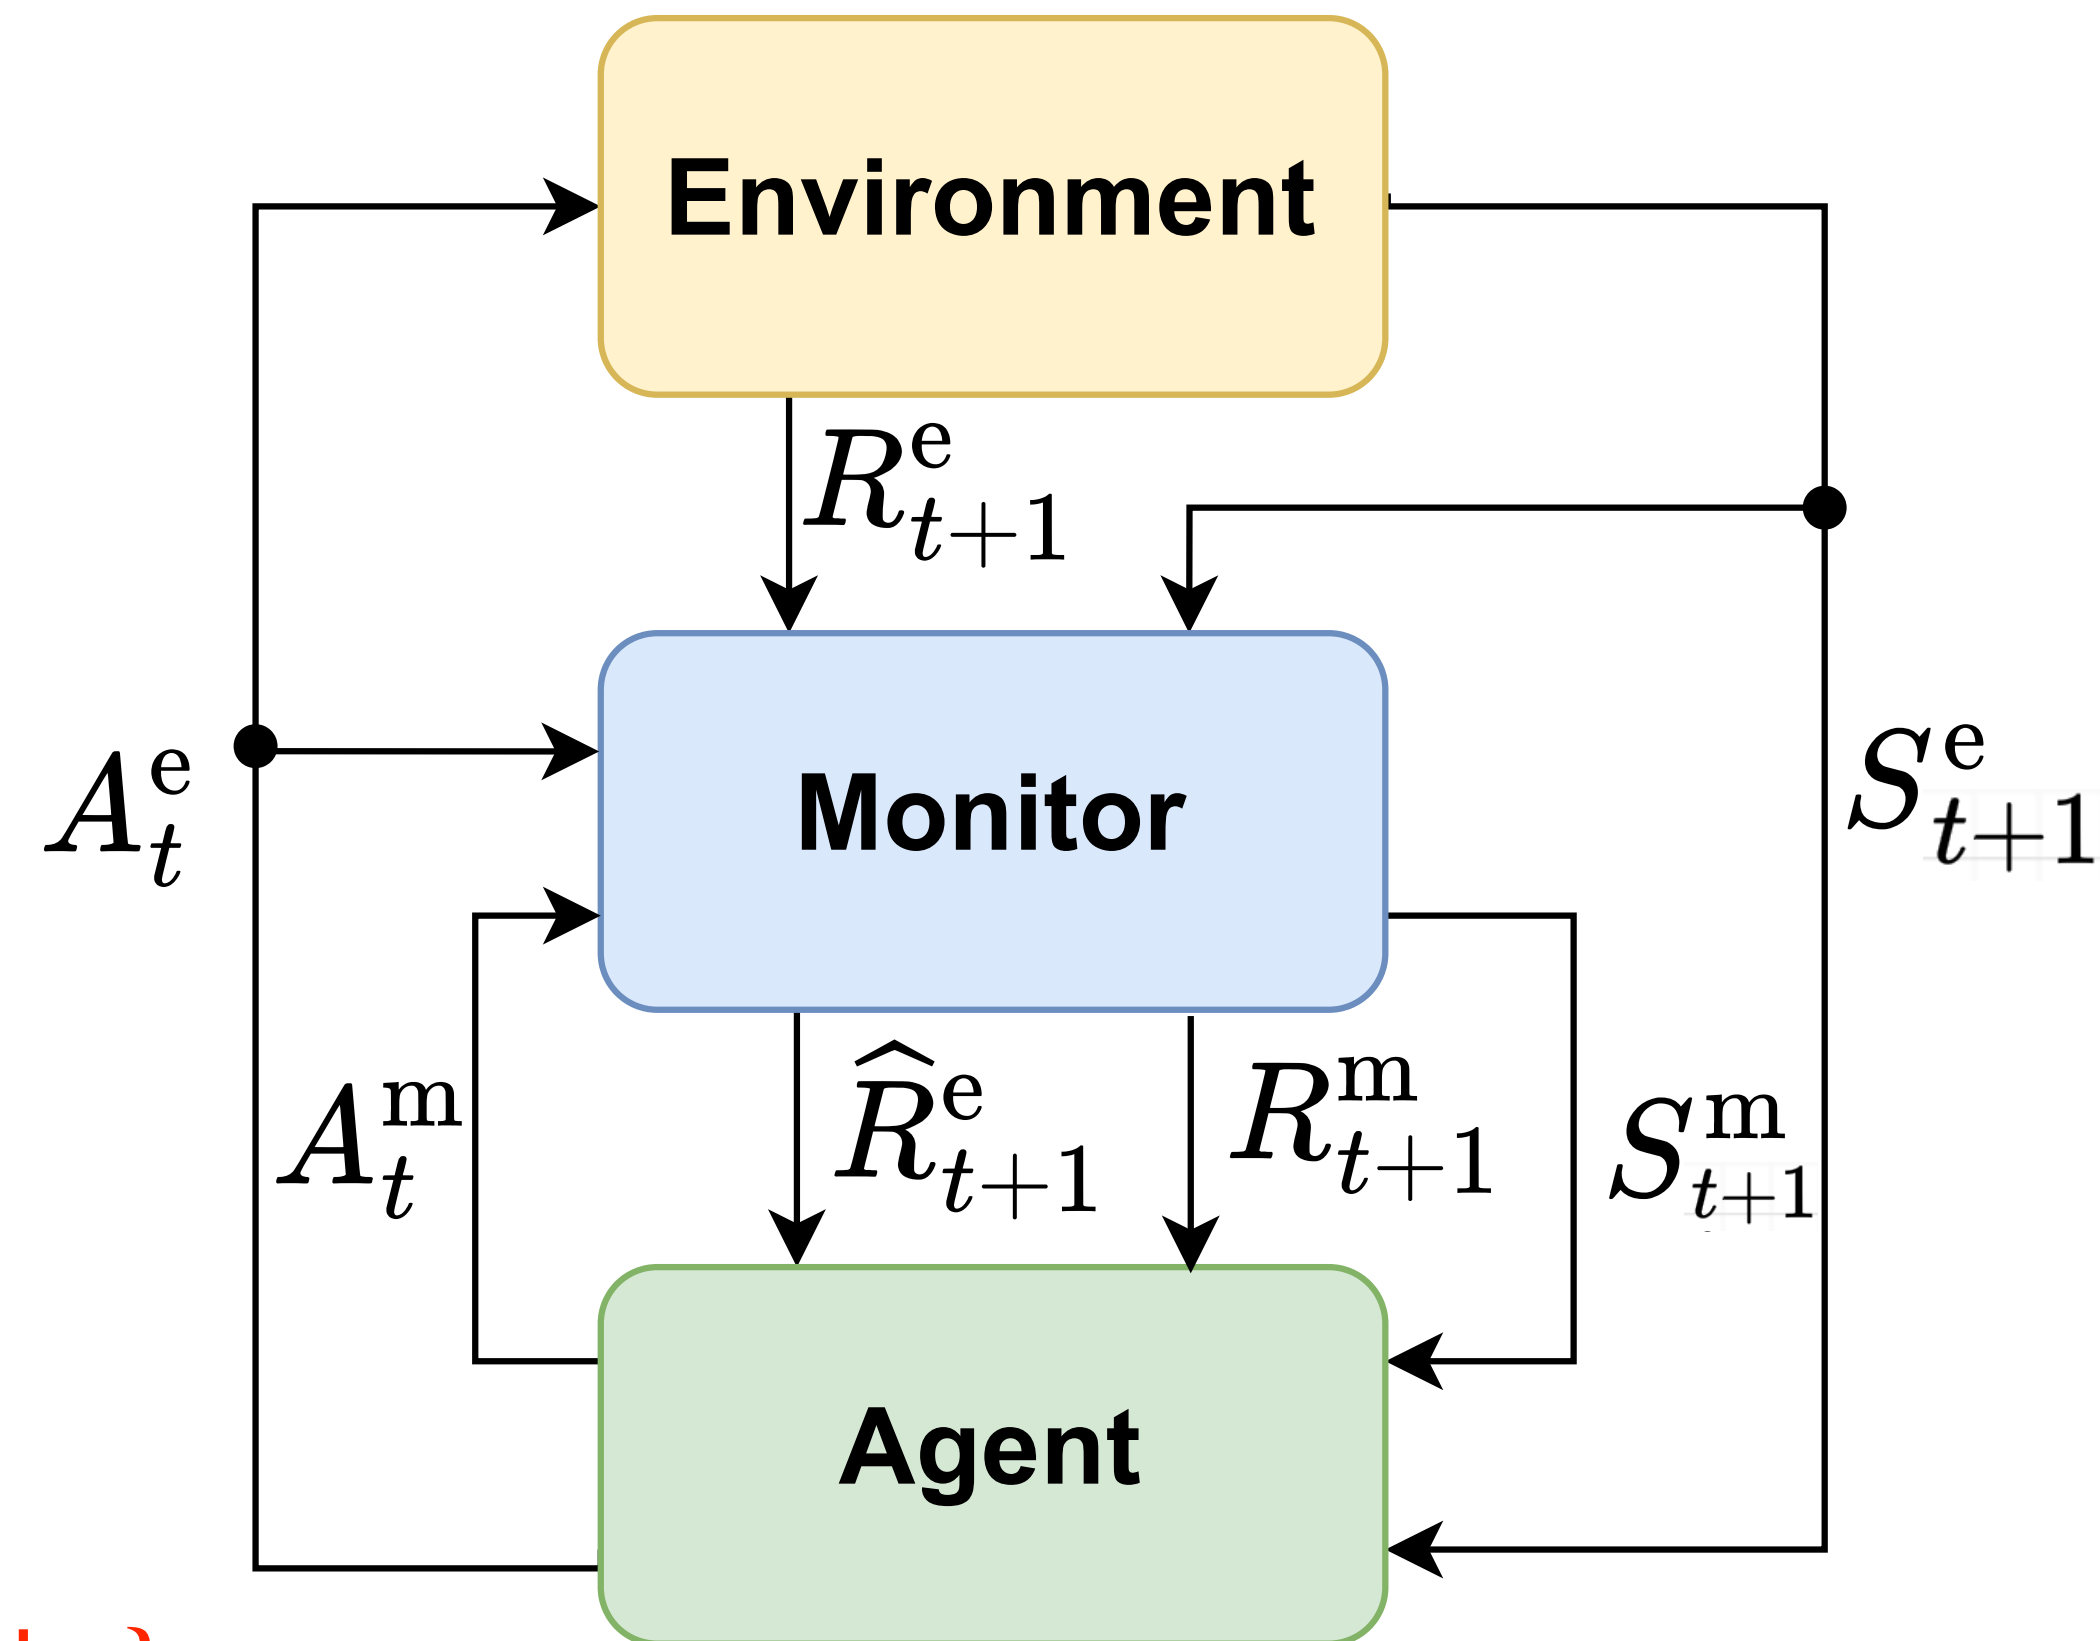 Environment
R^e_{t+1}
A^e_t
Monitor
S^e_{t+1}
A^m_t
\widehat{R}^e_{t+1}
R^m_{t+1}
S^m_{t+1}
Agent